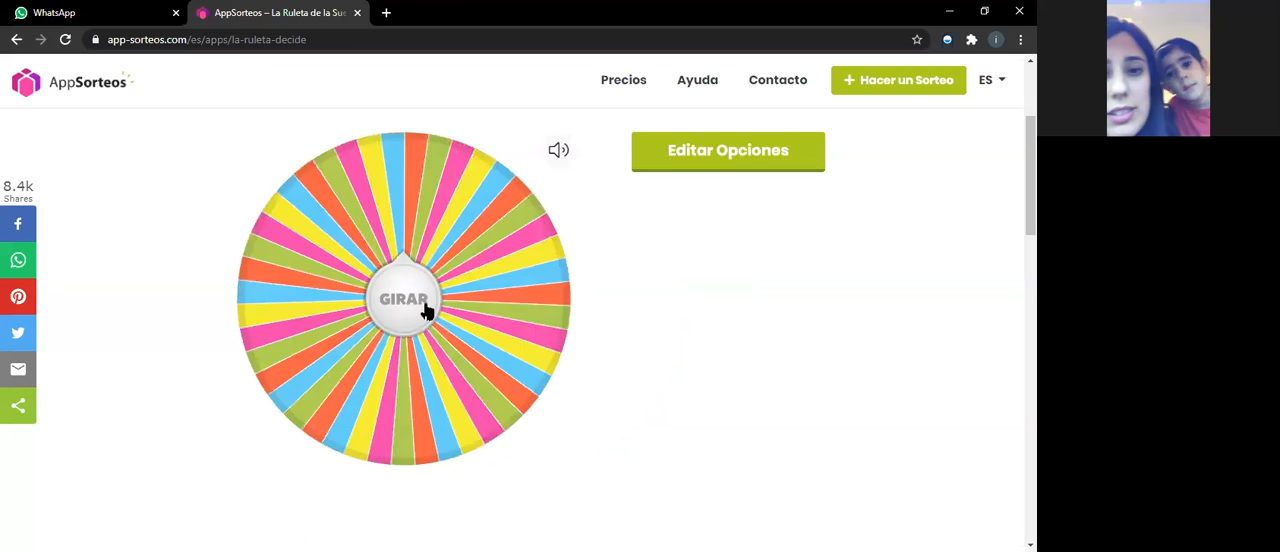 WhatsApp
AppSorteos – La Ruleta de la Sue
app-sorteos.com/es/apps/la-ruleta-decide
i
AppSorteos
Precios
Ayuda
Contacto
+ Hacer un Sorteo
ES
8.4k
Shares
GIRAR
Editar Opciones